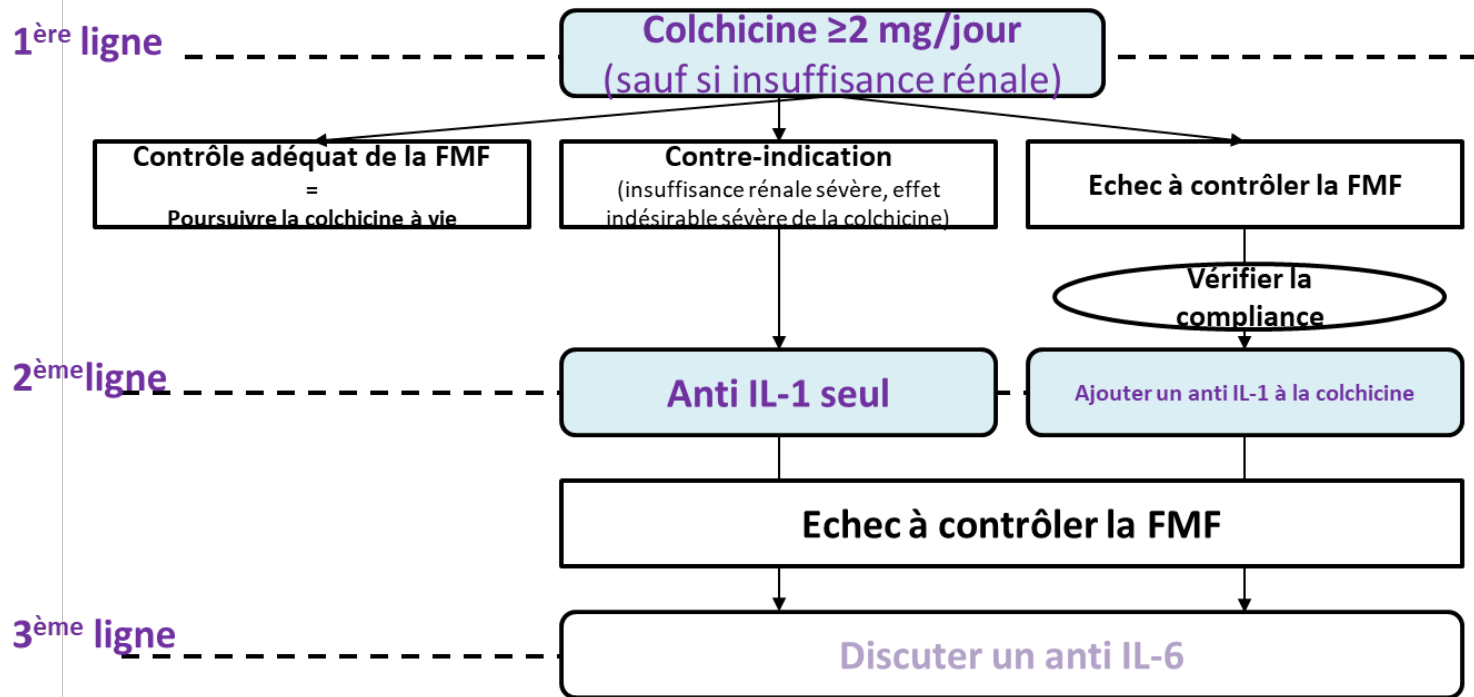 1ère ligne
Colchicine ≥2 mg/jour
(sauf si insuffisance rénale)
Contrôle adéquat de la FMF
=
Poursuivre la colchicine à vie
Contre-indication
(insuffisance rénale sévère, effet
indésirable sévère de la colchicine)
Echec à contrôler la FMF
Vérifier la
compliance
2ème ligne
Anti IL-1 seul
Ajouter un anti IL-1 à la colchicine
Echec à contrôler la FMF
3ème ligne
Discuter un anti IL-6